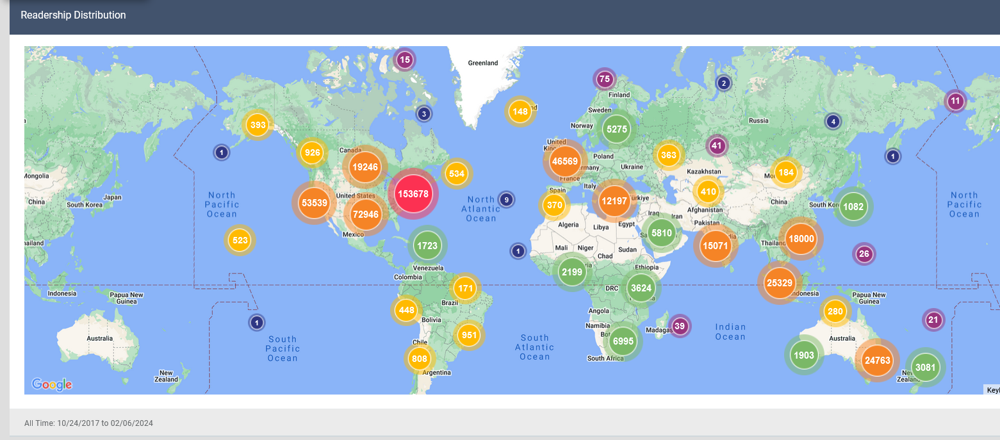 Readership Distribution
15
Greenland
75
2
Finland
11
3
148
Sweden
Russia
4
393
Norway
5275
1
926
Canada
United
46569
Poland
363
41
1
19246
Ukraine
Kazakhstan
184
Mongolia
534
France
Italy
410
North
Pacific
Ocean
Japan
South Korea
China
53539
United States
153678
72946
North
Atlantic
Ocean
9
Spain
370
12197
Türkiye
Iraq
Iran
Afghanistan
Pakistan
China
1082
North
Pacific
Ocean
Mexico
523
1723
Algeria
Libya
Egypt
5810
15071
18000
Thailand
1
Mali
Niger
Chad
Sudan
26
Venezuela
Colombia
2199
Ethiopia
25329
Indonesia
Papua New
Guinea
171
DRC
3624
Papua New
Guinea
Brazil
448
Bolivia
Angola
280
21
1
Australia
951
Namibia
39
Indian
Ocean
Australia
South
Pacific
Ocean
Chile
South
Atlantic
Ocean
6995
1903
808
South Africa
24763
New
Zealand
Argentina
3081
Zealand
Google
All Time: 10/24/2017 to 02/06/2024